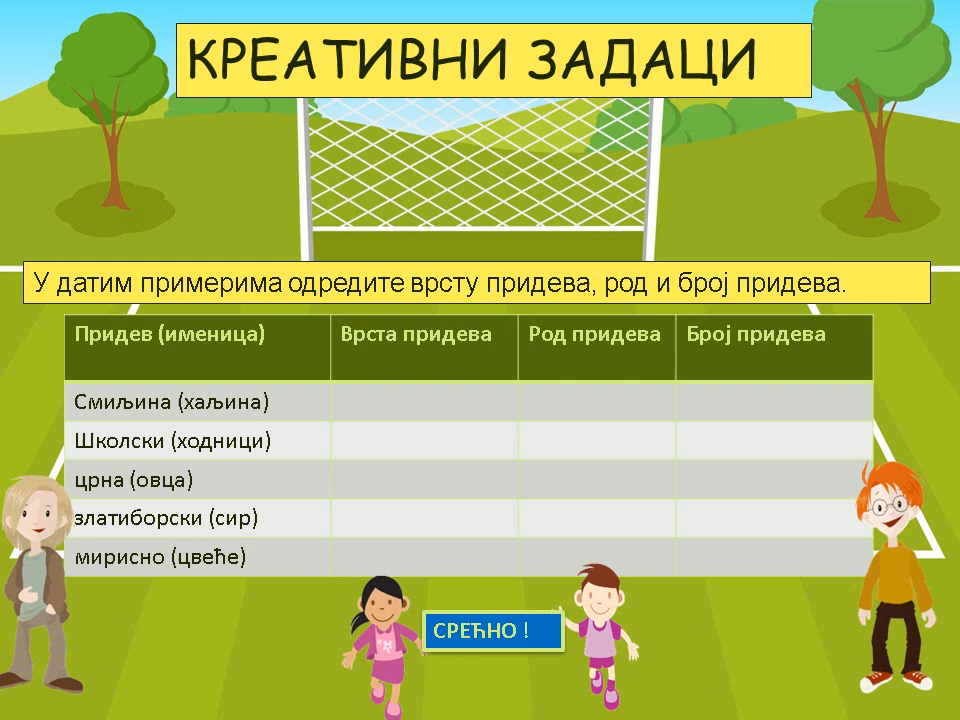 КРЕАТИВНИ ЗАДАЦИ
У датим примерима одредите врсту придева, род и број придева.
Придев (именица) Врста придева Род придева Број придева
Смиљина (хаљина)
Школски (ходници)
црна (овца)
златиборски (сир)
мирисно (цвеће)
СРЕЋНО !